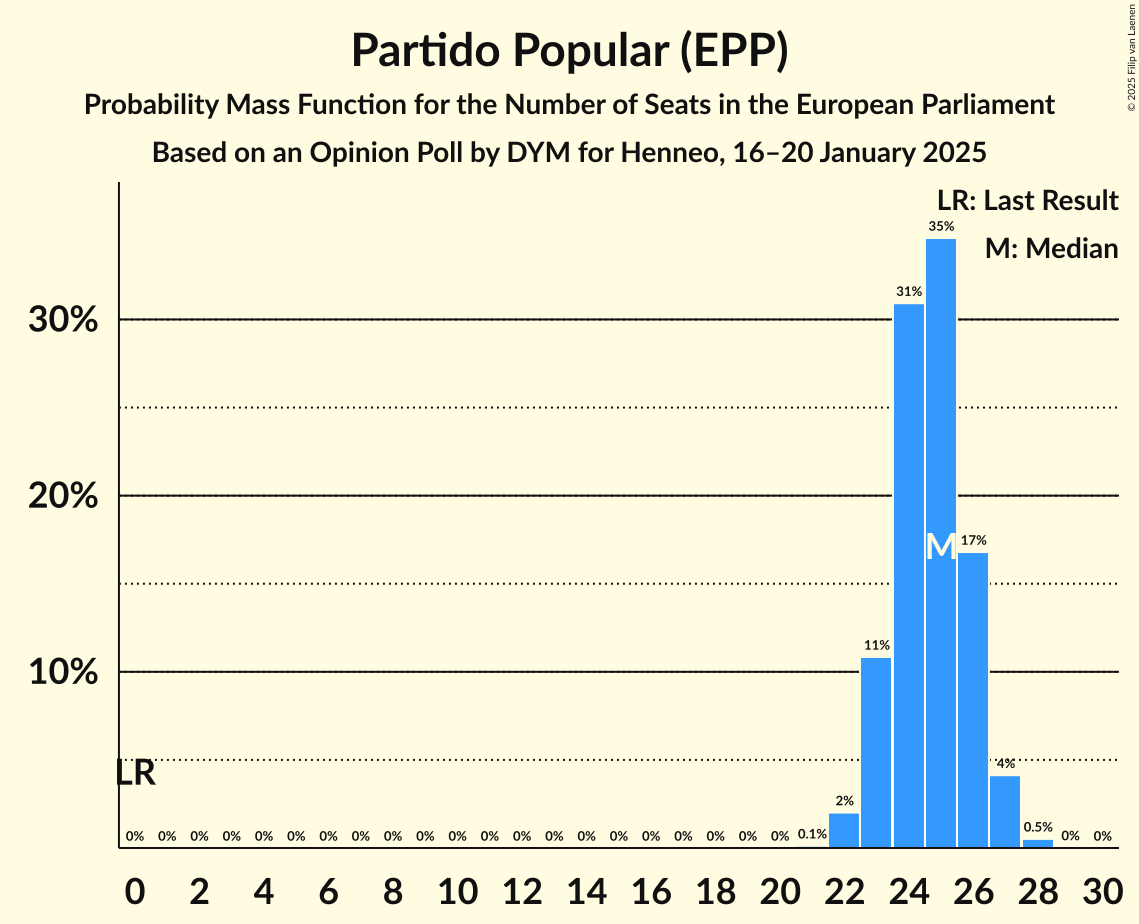 Partido Popular (EPP)
Probability Mass Function for the Number of Seats in the European Parliament
Based on an Opinion Poll by DYM for Henneo, 16–20 January 2025
© 2025 Filip van Laenen
LR: Last Result
M: Median
35%
31%
30%
20%
M
17%
11%
10%
LR
4%
2%
0% 0% 0% 0% 0% 0% 0% 0% 0% 0% 0% 0% 0% 0% 0% 0% 0% 0% 0% 0% 0% 0.1% 0.5% 0% 0%
0 2 4 6 8 10 12 14 16 18 20 22 24 26 28 30